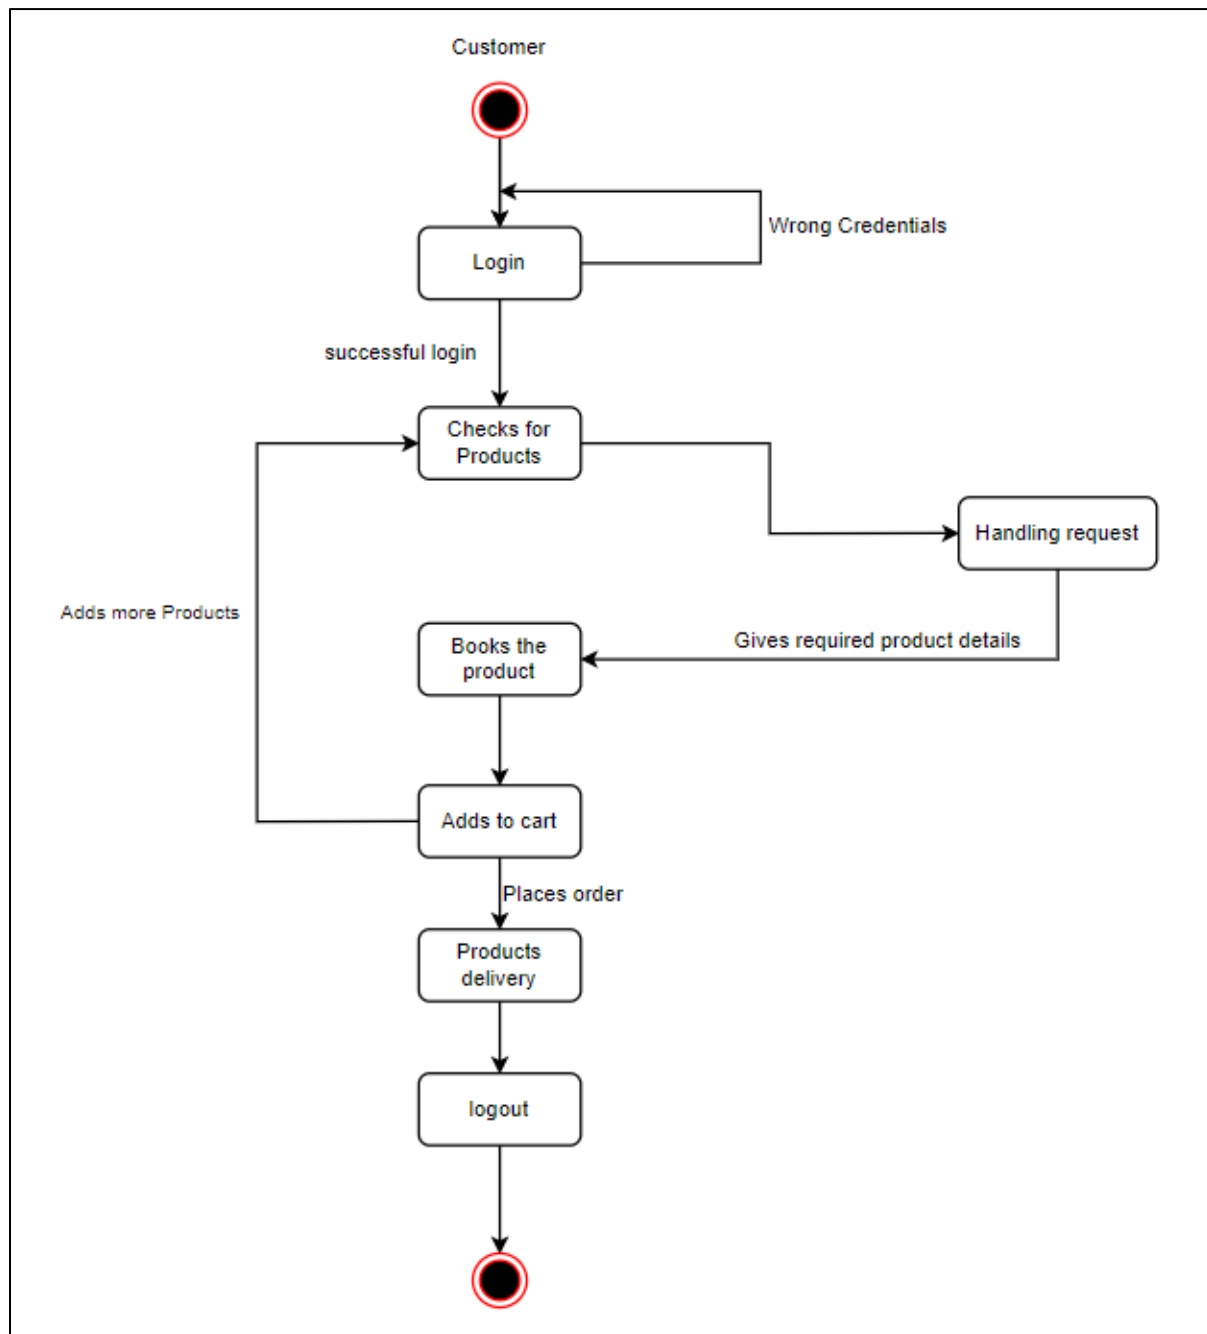 Customer
Wrong Credentials
Login
successful login
Checks for
Products
Handling request
Adds more Products
Gives required product details
Books the
product
Adds to cart
Places order
Products
delivery
logout